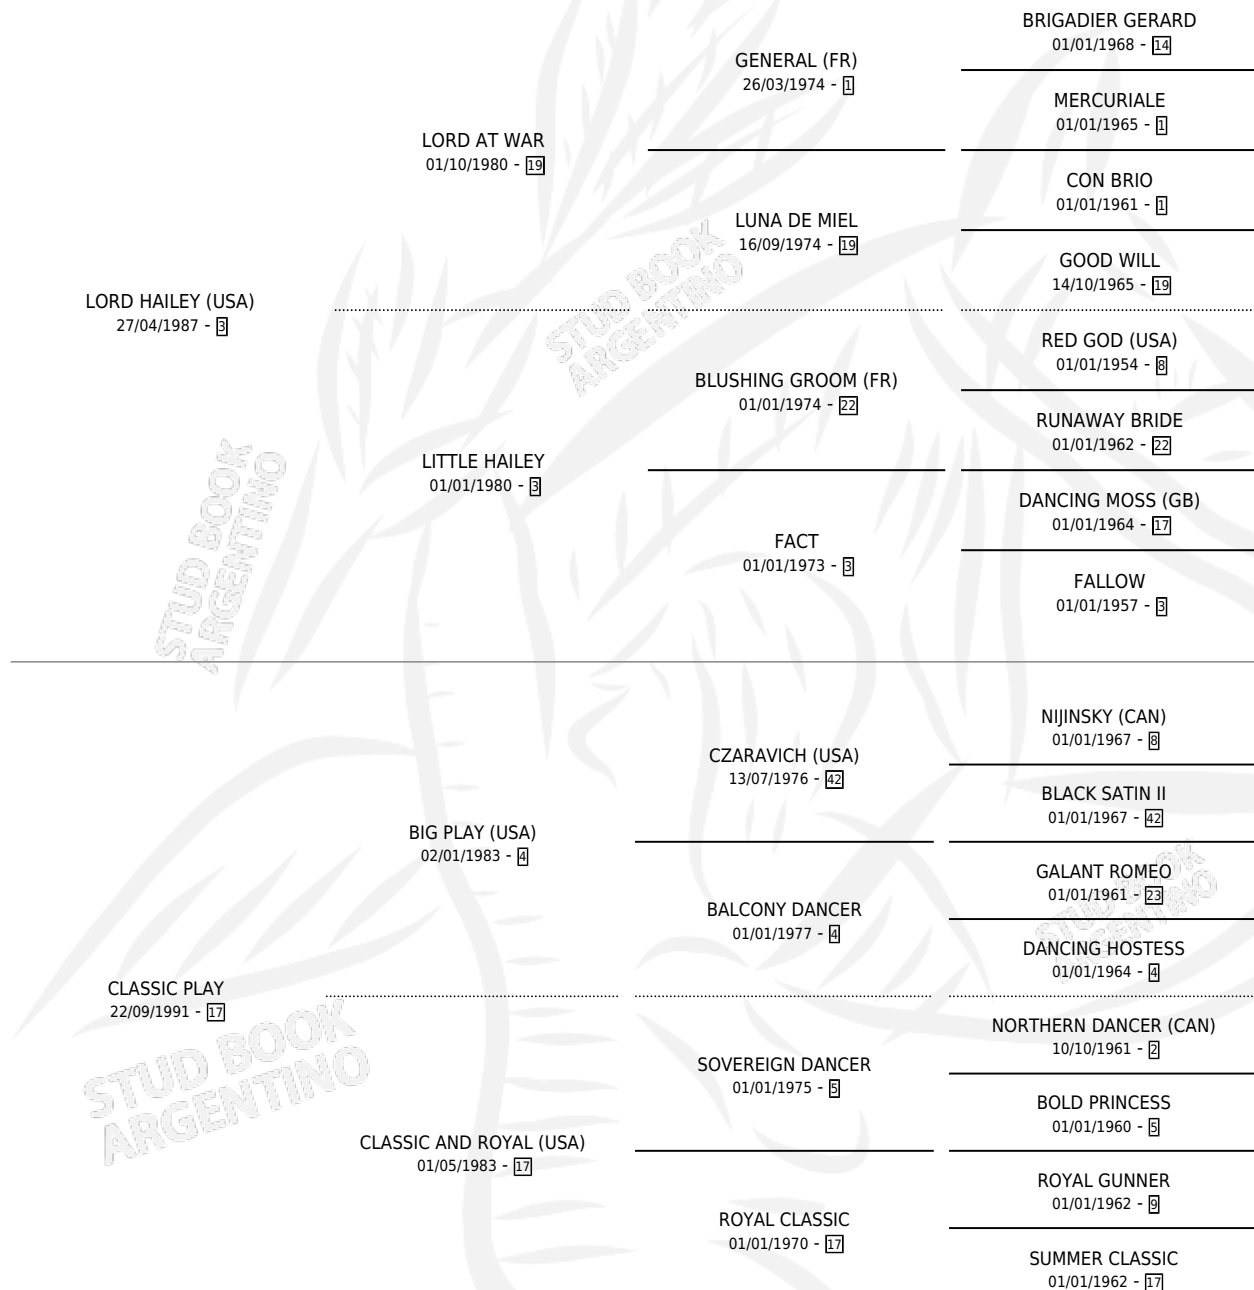 BRIGADIER GERARD
01/01/1968 - 14
GENERAL (FR)
26/03/1974 - 1
MERCURIALE
01/01/1965 - 1
LORD AT WAR
01/10/1980 - 19
CON BRIO
01/01/1961 - 1
LUNA DE MIEL
16/09/1974 - 19
GOOD WILL
14/10/1965 - 19
LORD HAILEY (USA)
27/04/1987 - 3
STUD BOOK
ARGENTINO
RED GOD (USA)
01/01/1954 - 8
BLUSHING GROOM (FR)
01/01/1974 - 22
RUNAWAY BRIDE
01/01/1962 - 22
LITTLE HAILEY
01/01/1980 - 3
DANCING MOSS (GB)
01/01/1964 - 17
FACT
01/01/1973 - 3
FALLOW
01/01/1957 - 3
STUD BOOK
ARGENTINO
NIJINSKY (CAN)
01/01/1967 - 8
CZARAVICH (USA)
13/07/1976 - 42
BLACK SATIN II
01/01/1967 - 42
BIG PLAY (USA)
02/01/1983 - 4
GALANT ROMEO
01/01/1961 - 23
BALCONY DANCER
01/01/1977 - 4
STUD BOOK
ARGENTINO
DANCING HOSTESS
01/01/1964 - 4
CLASSIC PLAY
22/09/1991 - 17
NORTHERN DANCER (CAN)
10/10/1961 - 2
SOVEREIGN DANCER
01/01/1975 - 5
STUD BOOK
ARGENTINO
BOLD PRINCESS
01/01/1960 - 5
CLASSIC AND ROYAL (USA)
01/05/1983 - 17
ROYAL GUNNER
01/01/1962 - 9
ROYAL CLASSIC
01/01/1970 - 17
SUMMER CLASSIC
01/01/1962 - 17